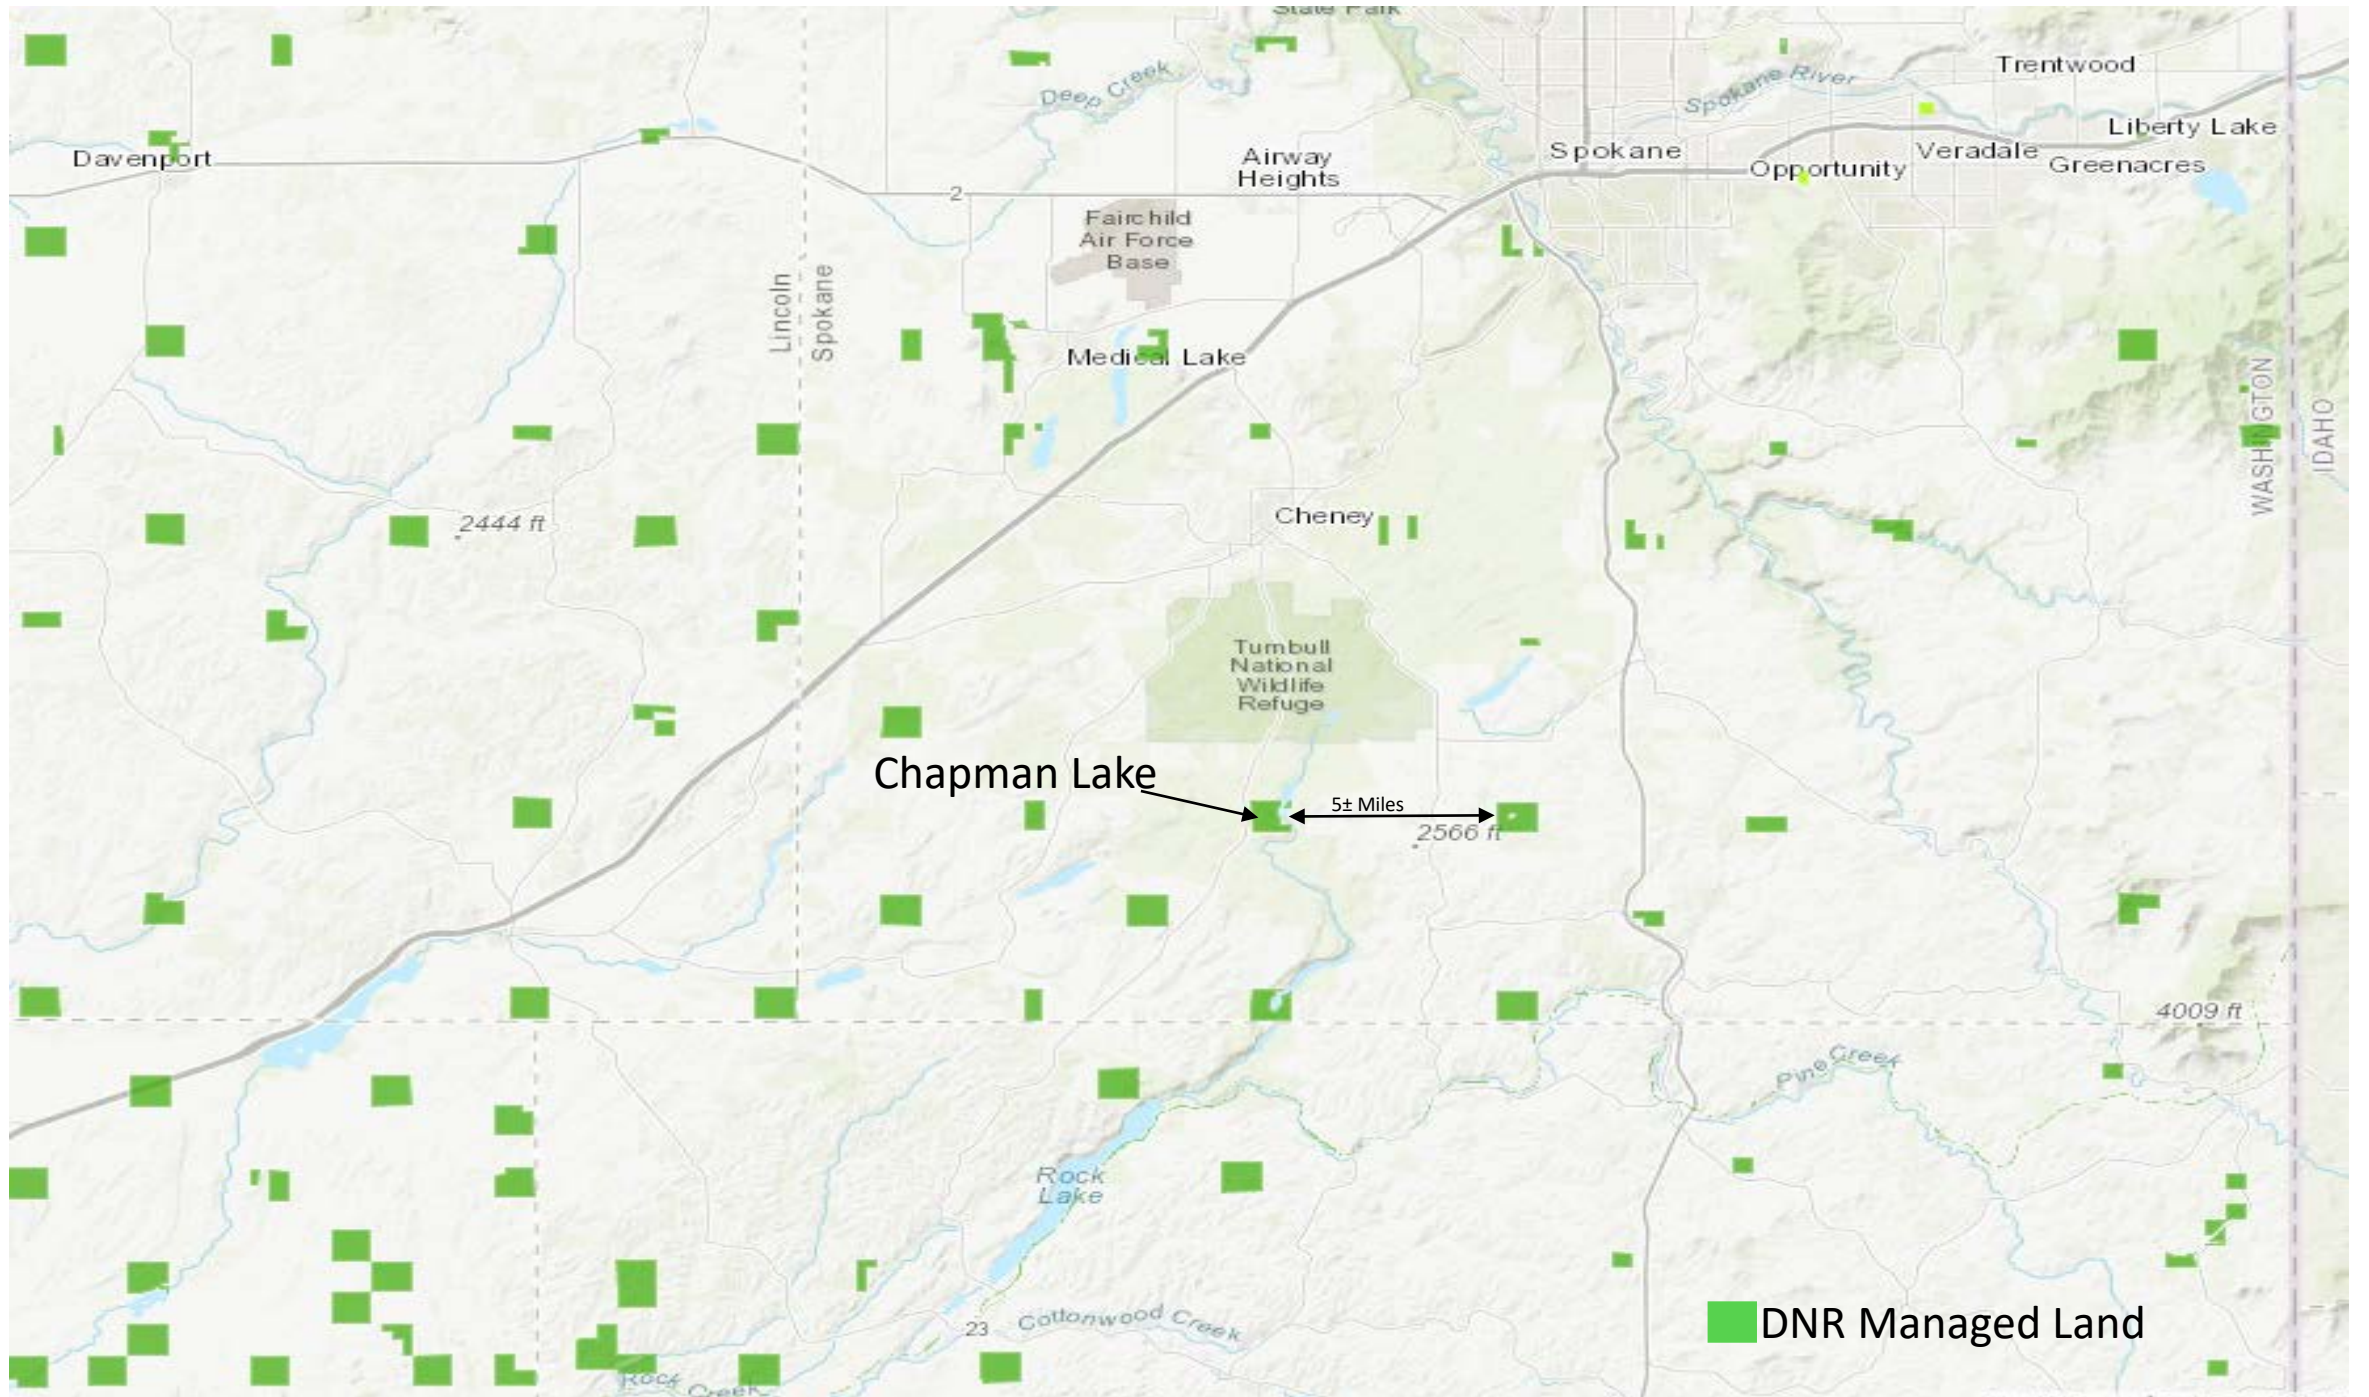 State Park
Trentwood
Deep Creek
Spokane River
Liberty Lake
Davenport
Airway
Heights
Spokane
Opportunity
Veradale
Greenacres
2
Fairchild
Air Force
Base
Lincoln
Spokane
Medical Lake
WASHINGTON
IDAHO
2444 ft
Cheney
Turnbull
National
Wildlife
Refuge
Chapman Lake
5± Miles
2566 ft
4009 ft
Pine Creek
Rock
Lake
23
Cottonwood Creek
DNR Managed Land
Rock Creek